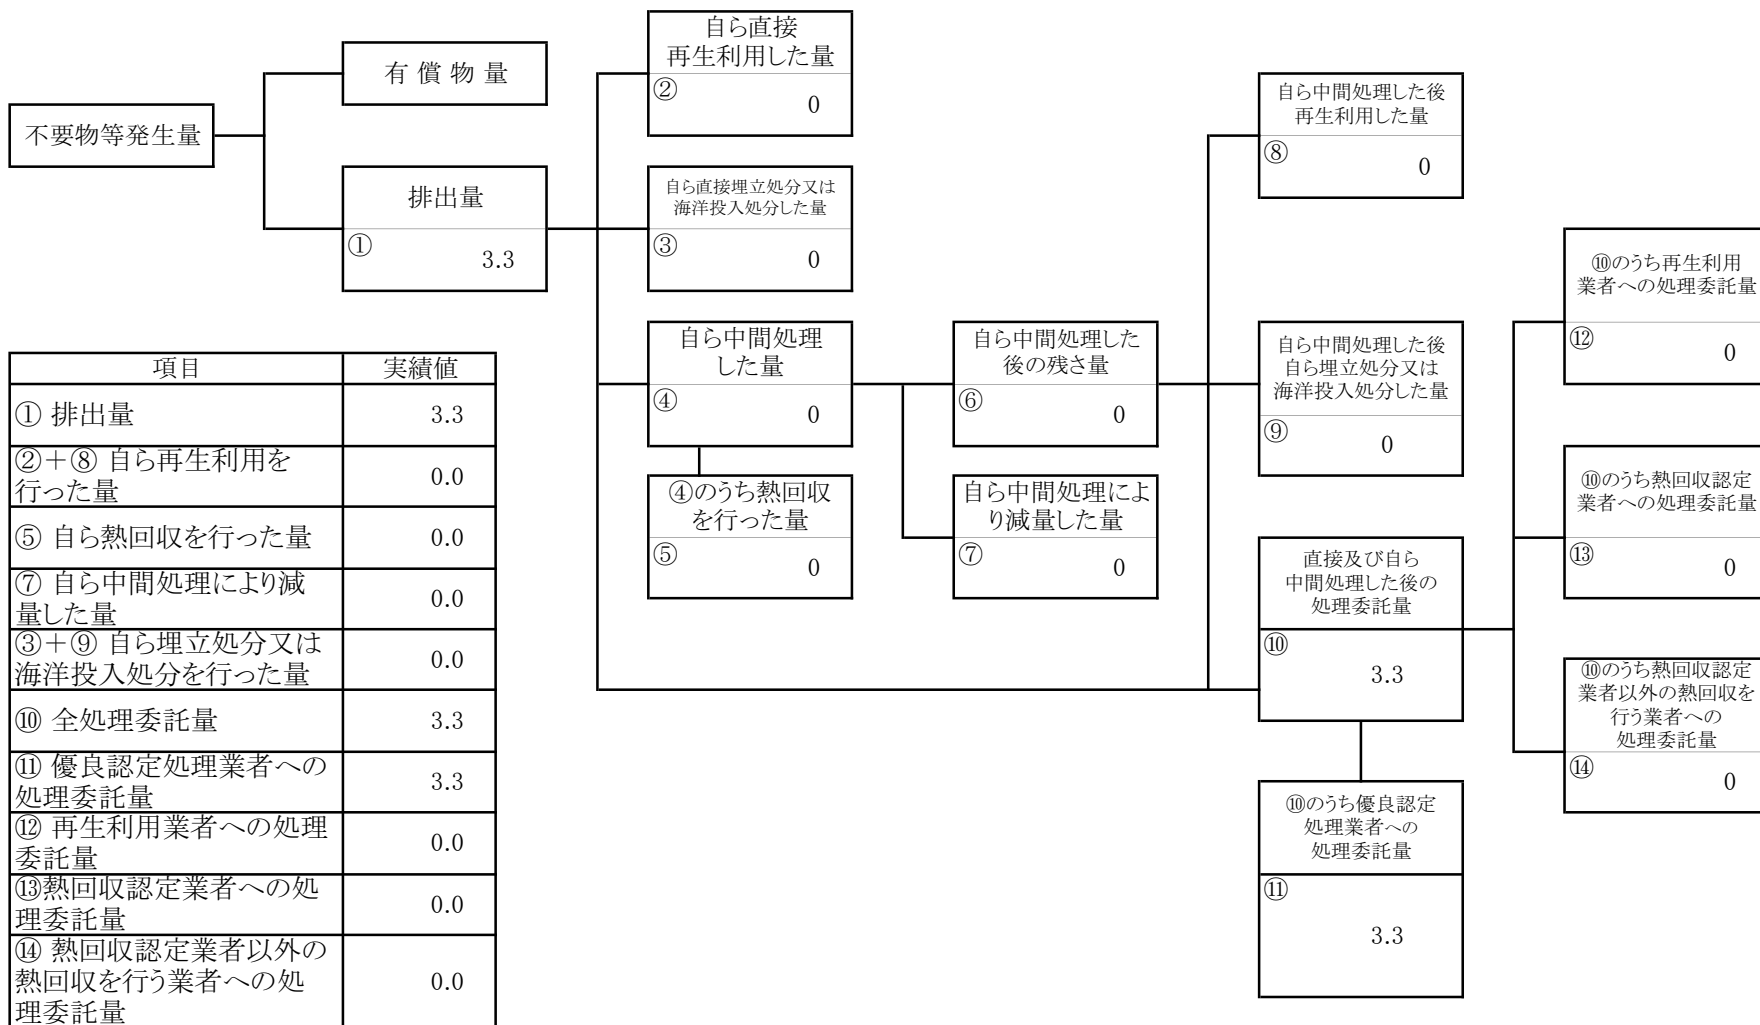 不要物等発生量
有 償 物 量
排出量
①
3.3
自ら直接
再生利用した量
②
0
自ら直接埋立処分又は
海洋投入処分した量
③
0
自ら中間処理
した量
④
0
④のうち熱回収
を行った量
⑤
0
自ら中間処理した
後の残さ量
⑥
0
自ら中間処理によ
り減量した量
⑦
0
自ら中間処理した後
再生利用した量
⑧
0
自ら中間処理した後
自ら埋立処分又は
海洋投入処分した量
⑨
0
直接及び自ら
中間処理した後の
処理委託量
⑩
3.3
⑩のうち優良認定
処理業者への
処理委託量
⑪
3.3
⑩のうち再生利用
業者への処理委託量
⑫
0
⑩のうち熱回収認定
業者への処理委託量
⑬
0
⑩のうち熱回収認定
業者以外の熱回収を
行う業者への
処理委託量
⑭
0
項目 実績値
① 排出量 3.3
②＋⑧ 自ら再生利用を
行った量 0.0
⑤ 自ら熱回収を行った量 0.0
⑦ 自ら中間処理により減
量した量 0.0
③＋⑨ 自ら埋立処分又は
海洋投入処分を行った量 0.0
⑩ 全処理委託量 3.3
⑪ 優良認定処理業者への
処理委託量 3.3
⑫ 再生利用業者への処理
委託量 0.0
⑬熱回収認定業者への処
理委託量 0.0
⑭ 熱回収認定業者以外の
熱回収を行う業者への処
理委託量 0.0